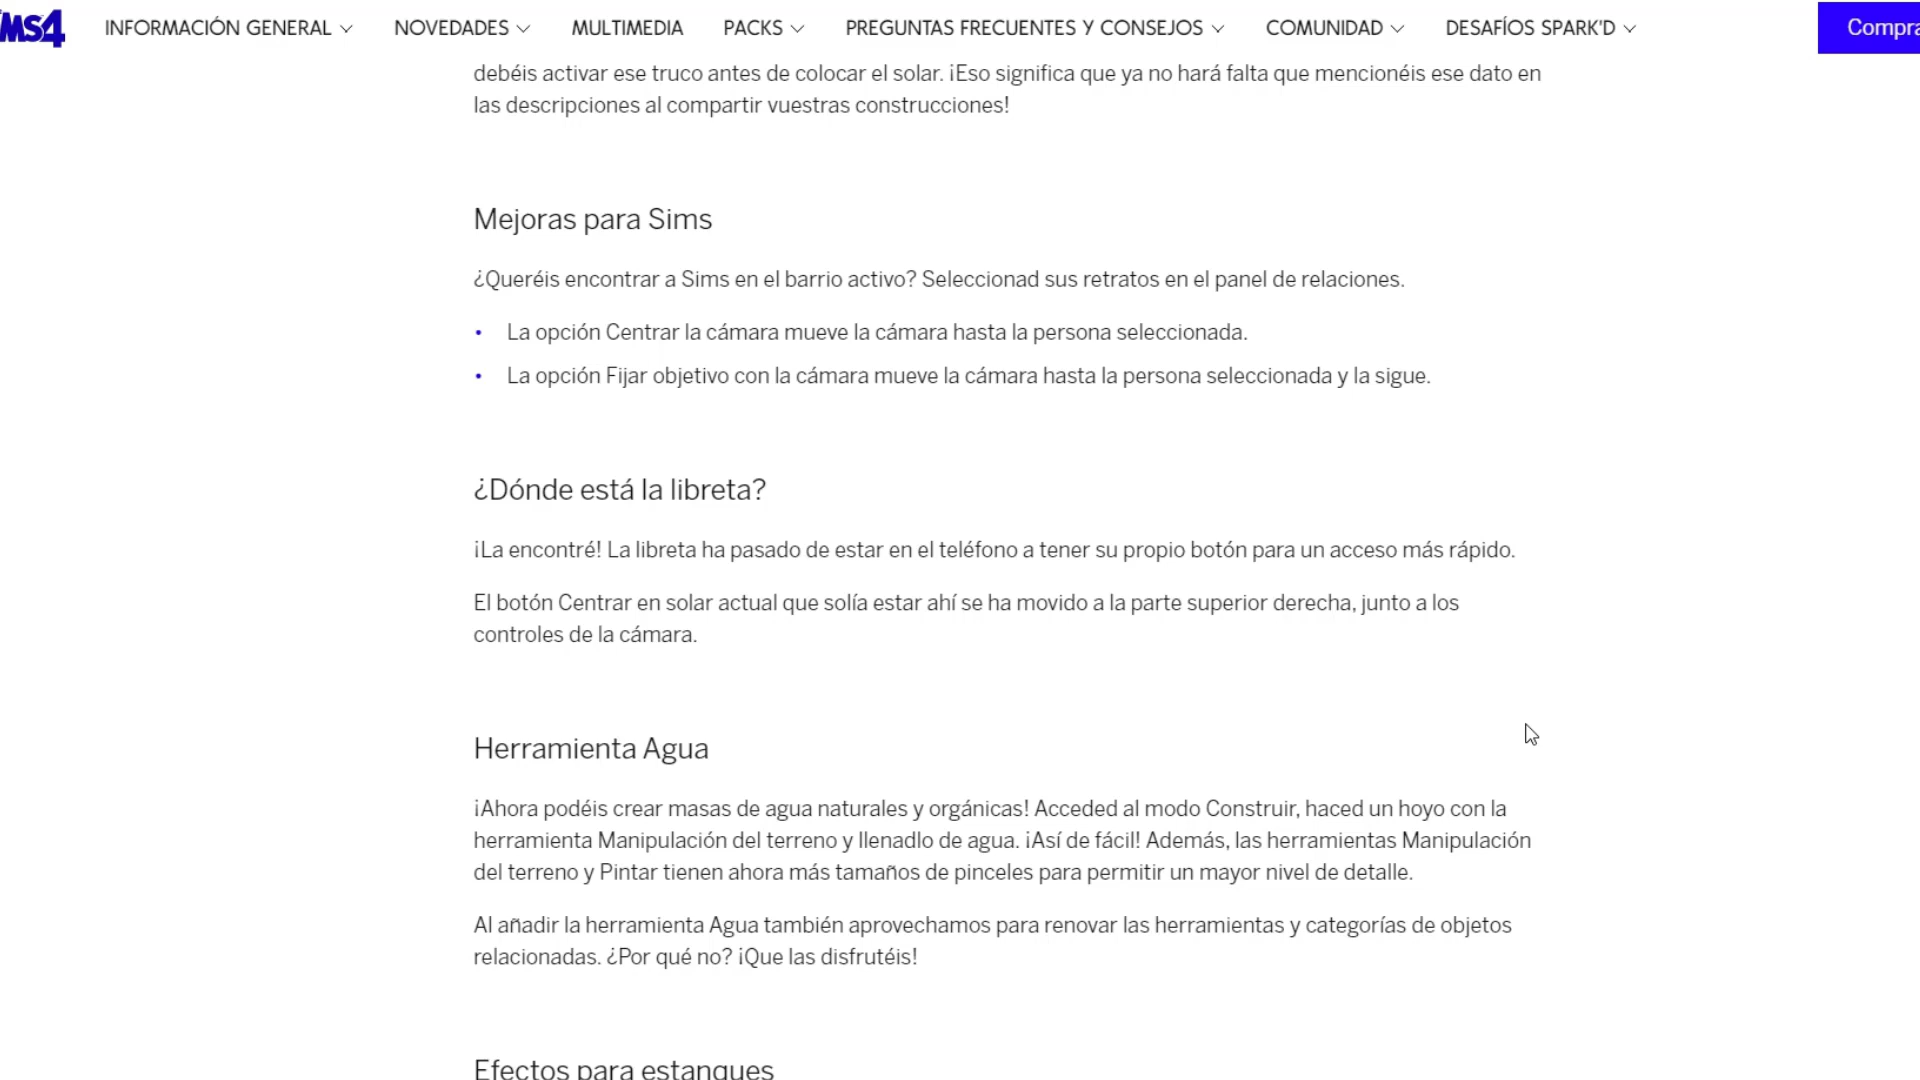 MS4 INFORMACIÓN GENERAL NOVEDADES MULTIMEDIA PACKS PREGUNTAS FRECUENTES Y CONSEJOS COMUNIDAD DESAFÍOS SPARK'D Compra
debéis activar ese truco antes de colocar el solar. ¡Eso significa que ya no hará falta que mencionéis ese dato en
las descripciones al compartir vuestras construcciones!
Mejoras para Sims
¿Queréis encontrar a Sims en el barrio activo? Seleccionad sus retratos en el panel de relaciones.
• La opción Centrar la cámara mueve la cámara hasta la persona seleccionada.
• La opción Fijar objetivo con la cámara mueve la cámara hasta la persona seleccionada y la sigue.
¿Dónde está la libreta?
¡La encontré! La libreta ha pasado de estar en el teléfono a tener su propio botón para un acceso más rápido.
El botón Centrar en solar actual que solía estar ahí se ha movido a la parte superior derecha, junto a los
controles de la cámara.
Herramienta Agua
¡Ahora podéis crear masas de agua naturales y orgánicas! Acceded al modo Construir, haced un hoyo con la
herramienta Manipulación del terreno y llenadlo de agua. ¡Así de fácil! Además, las herramientas Manipulación
del terreno y Pintar tienen ahora más tamaños de pinceles para permitir un mayor nivel de detalle.
Al añadir la herramienta Agua también aprovechamos para renovar las herramientas y categorías de objetos
relacionadas. ¿Por qué no? ¡Que las disfrutéis!
Efectos para estanques